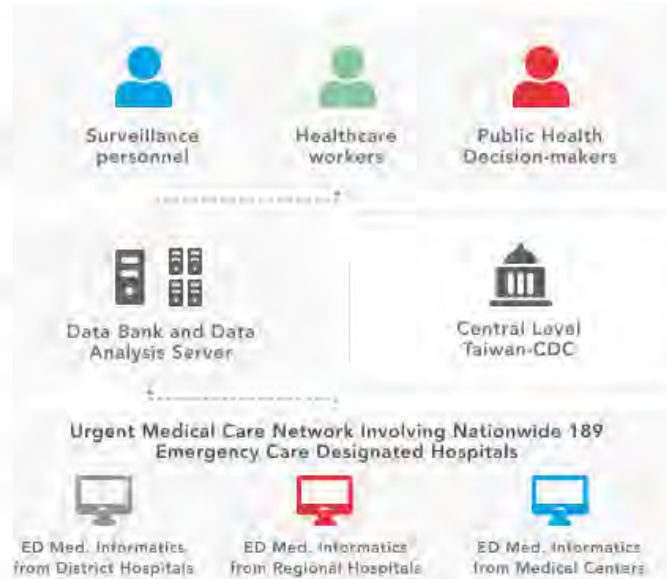 Surveillance
personnel
Healthcare
workers
Public Health
Decision-makers
Data Bank and Data
Analysis Server
Central Level
Taiwan-CDC
Urgent Medical Care Network Involving Nationwide 189
Emergency Care Designated Hospitals
ED Med. Informatics
from District Hospitals
ED Med. Informatics
from Regional Hospitals
ED Med. Informatics
from Medical Centers